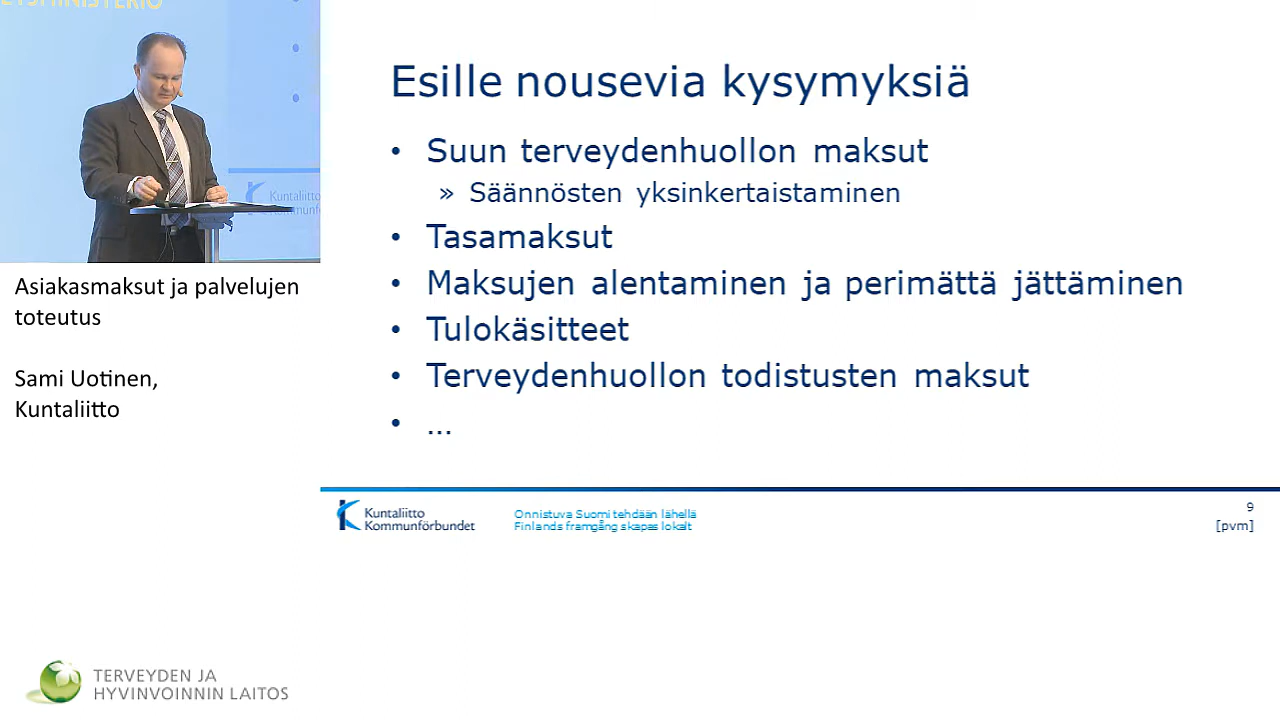 Esille nousevia kysymyksiä
• Suun terveydenhuollon maksut
» Säännösten yksinkertaistaminen
• Tasamaksut
• Maksujen alentaminen ja perimättä jättäminen
• Tulokäsitteet
• Terveydenhuollon todistusten maksut
• ...
Kuntaliitto
Kommunförbundet
Onnistuva Suomi tehdään lähellä
Finlands framgång skapas lokalt
9
[pvm]
Kuntaliitto
Asiakasmaksut ja palvelujen
toteutus
Sami Uotinen,
Kuntaliitto
TERVEYDEN JA
HYVINVOINNIN LAITOS